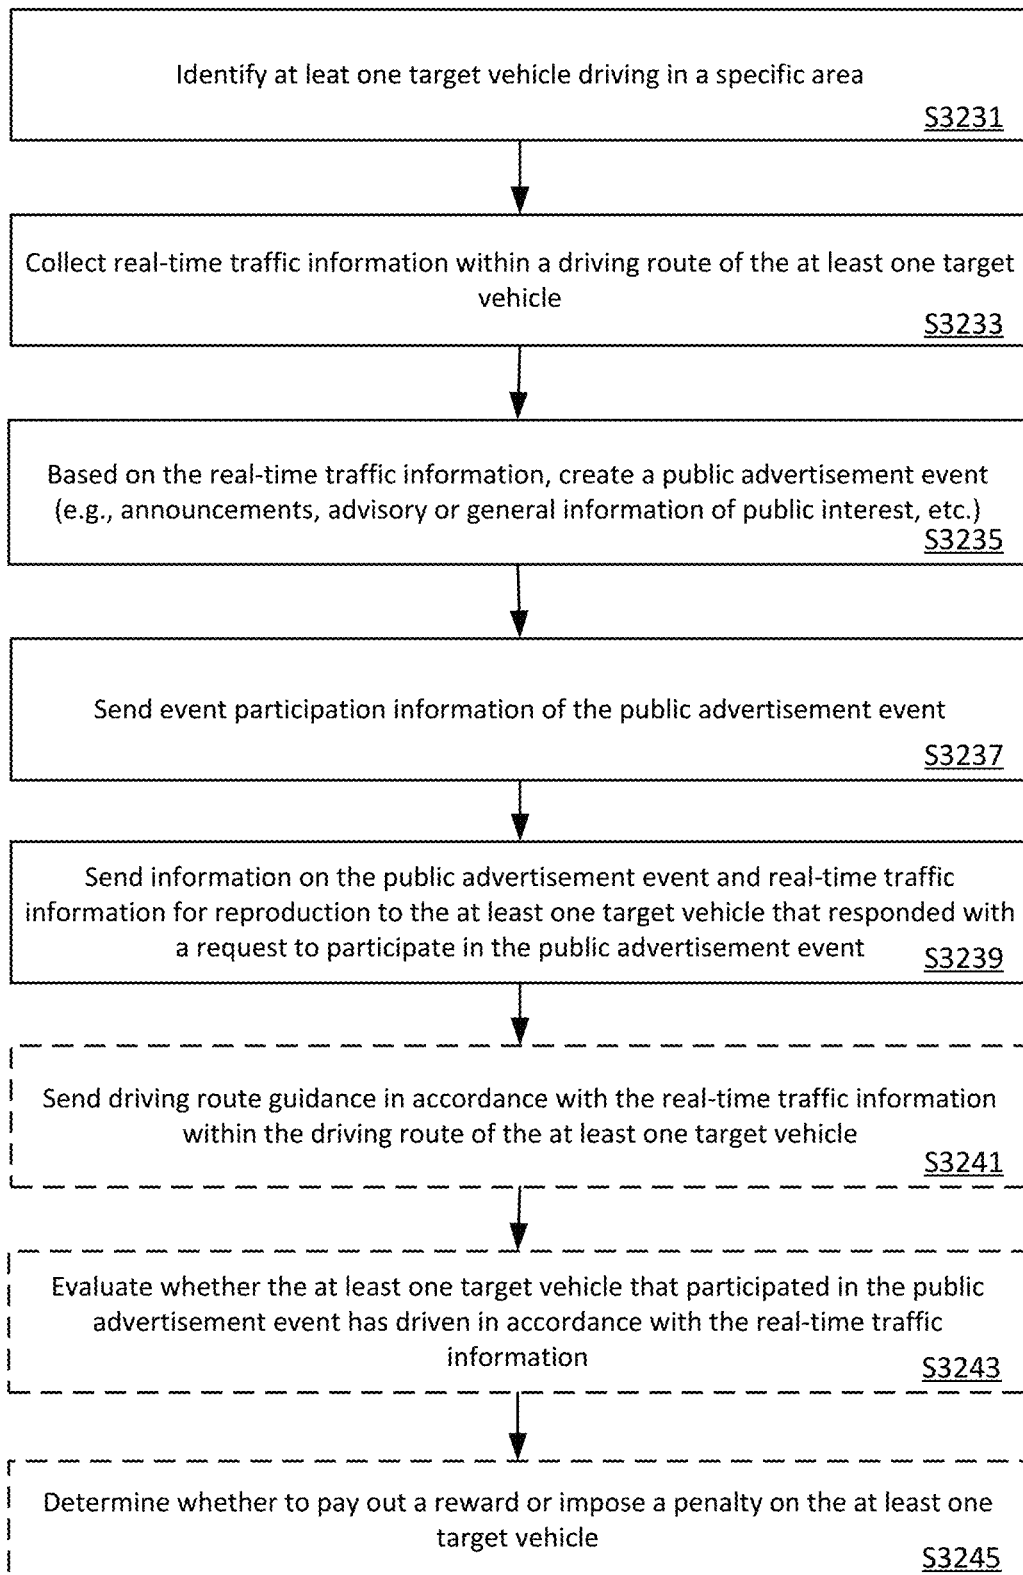 Identify at leat one target vehicle driving in a specific area
S3231
Collect real-time traffic information within a driving route of the at least one target
vehicle
S3233
Based on the real-time traffic information, create a public advertisement event
(e.g., announcements, advisory or general information of public interest, etc.)
S3235
Send event participation information of the public advertisement event
S3237
Send information on the public advertisement event and real-time traffic
information for reproduction to the at least one target vehicle that responded with
a request to participate in the public advertisement event
S3239
Send driving route guidance in accordance with the real-time traffic information
within the driving route of the at least one target vehicle
S3241
Evaluate whether the at least one target vehicle that participated in the public
advertisement event has driven in accordance with the real-time traffic
information
S3243
Determine whether to pay out a reward or impose a penalty on the at least one
target vehicle
S3245